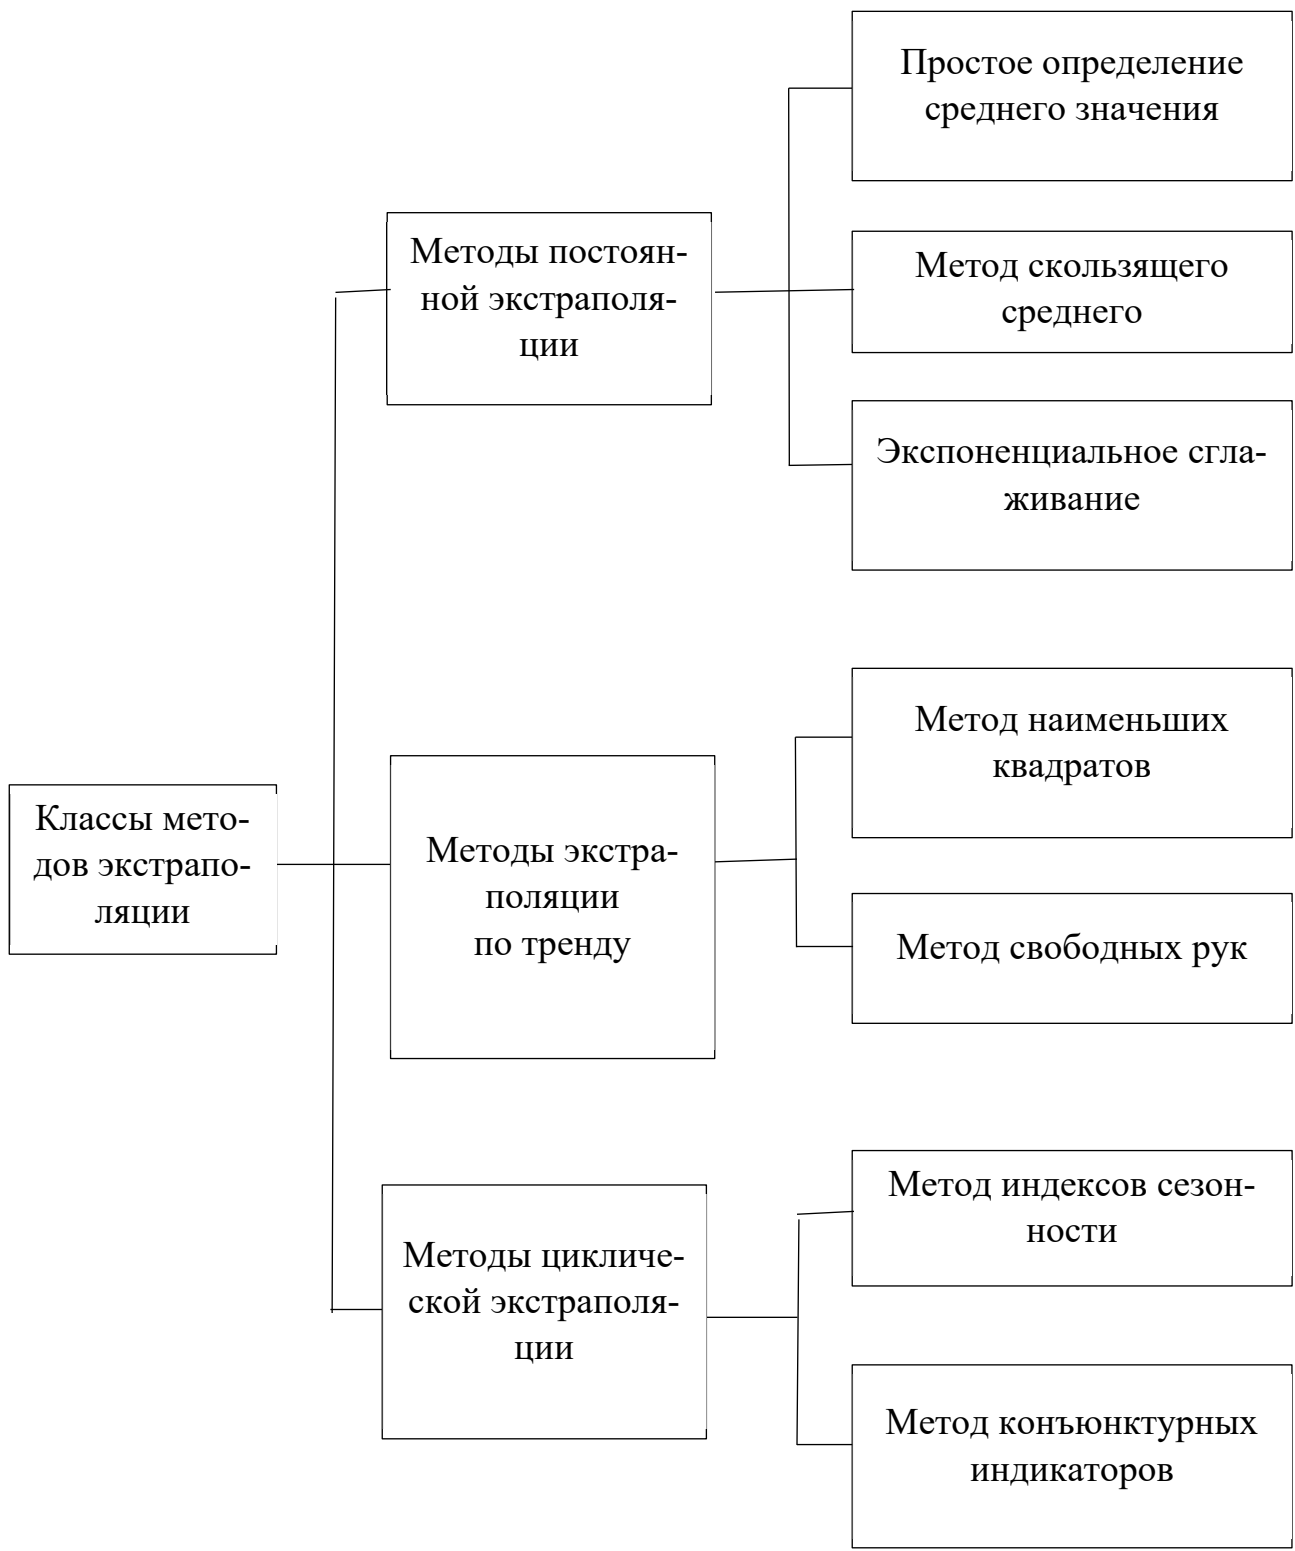 Простое определение
среднего значения
Методы постоян-
ной экстраполя-
ции
Метод скользящего
среднего
Экспоненциальное сгла-
живание
Метод наименьших
квадратов
Классы мето-
дов экстрапо-
ляции
Методы экстра-
поляции
по тренду
Метод свободных рук
Метод индексов сезон-
ности
Методы цикличе-
ской экстраполя-
ции
Метод конъюнктурных
индикаторов